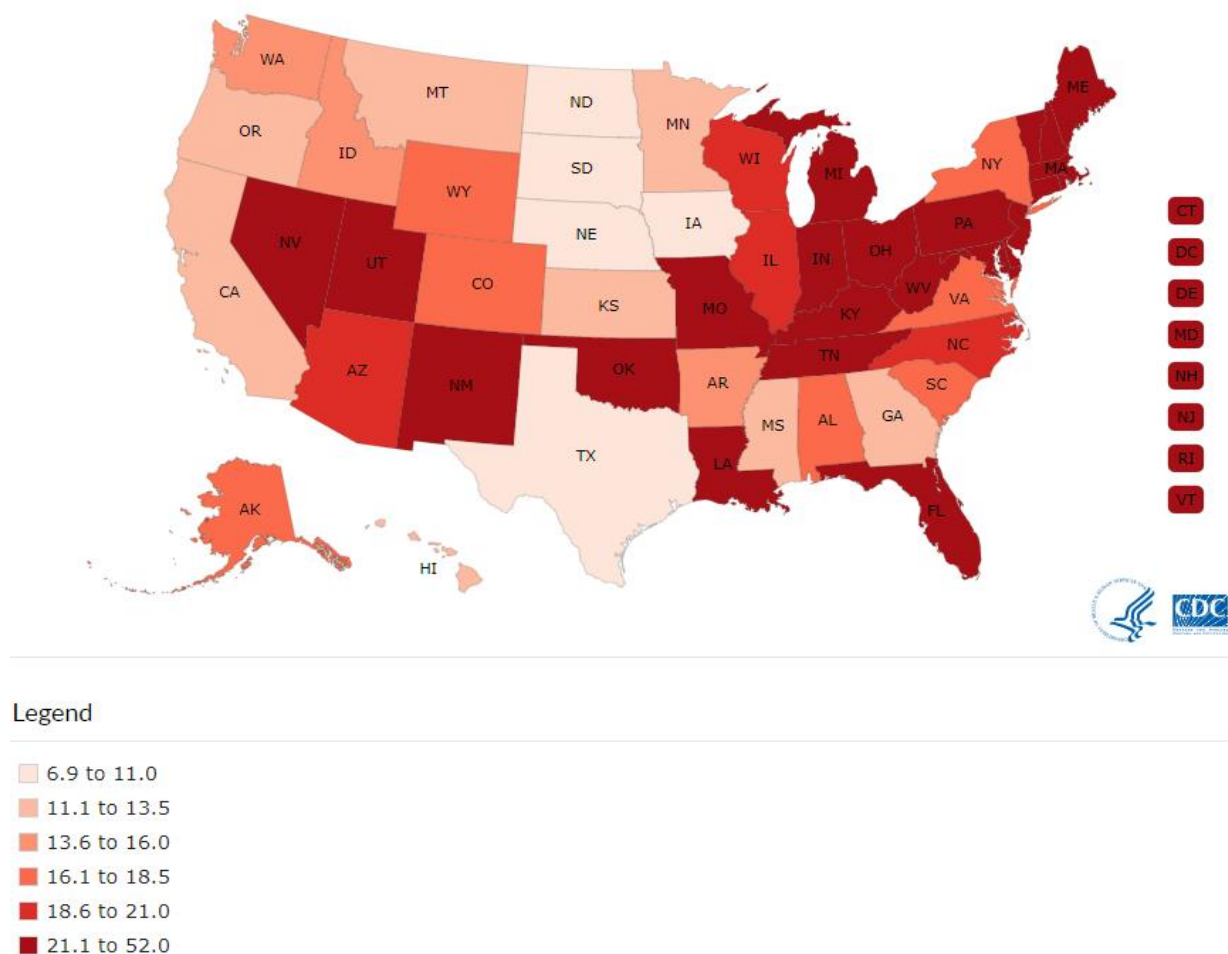 WA
ME
MT
ND
MN
OR
NY
WI
ID
SD
MI
MA
WY
IA
CT
NE
PA
NV
OH
UT
IL
IN
DC
CO
WV
CA
KS
MO
VA
DE
KY
NC
MD
TN
AZ
OK
NM
AR
SC
NH
MS
AL
GA
NJ
TX
LA
RI
VT
AK
FL
HI
CDC
Legend
6.9 to 11.0
11.1 to 13.5
13.6 to 16.0
16.1 to 18.5
18.6 to 21.0
21.1 to 52.0